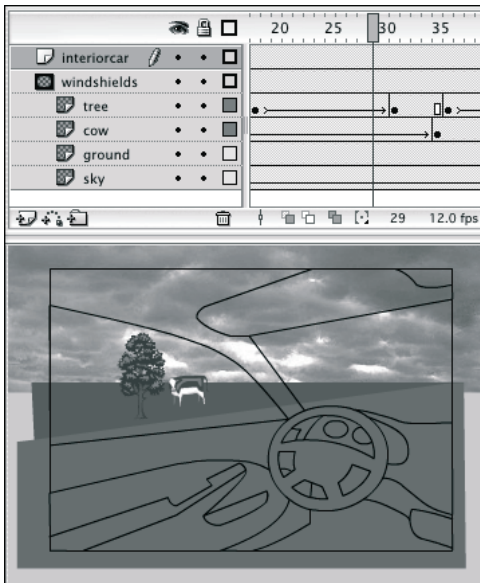 20 25 30 35
interiorcar
windshields
tree
cow
ground
sky
29 12.0 fps